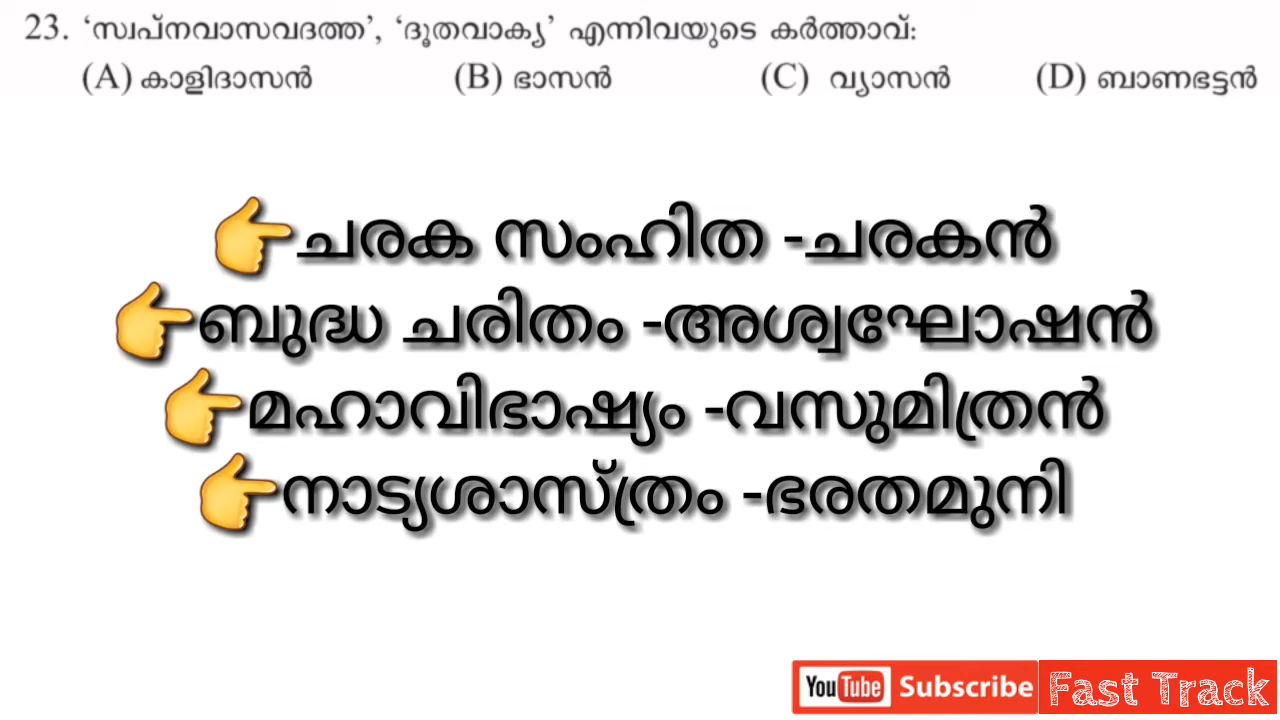 23. ‘സ്വപ്നവാസവദത്ത’, ‘ദൂതവാക്യ’ എന്നിവയുടെ കർത്താവ്:
(A) കാളിദാസൻ (B) ഭാസൻ (C) വ്യാസൻ (D) ബാണഭട്ടൻ
👉ചരക സംഹിത -ചരകൻ
👉ബുദ്ധ ചരിതം -അശ്വഘോഷൻ
👉മഹാവിഭാഷ്യം -വസുമിത്രൻ
👉നാട്യശാസ്ത്രം -ഭരതമുനി
YouTube Subscribe Fast Track